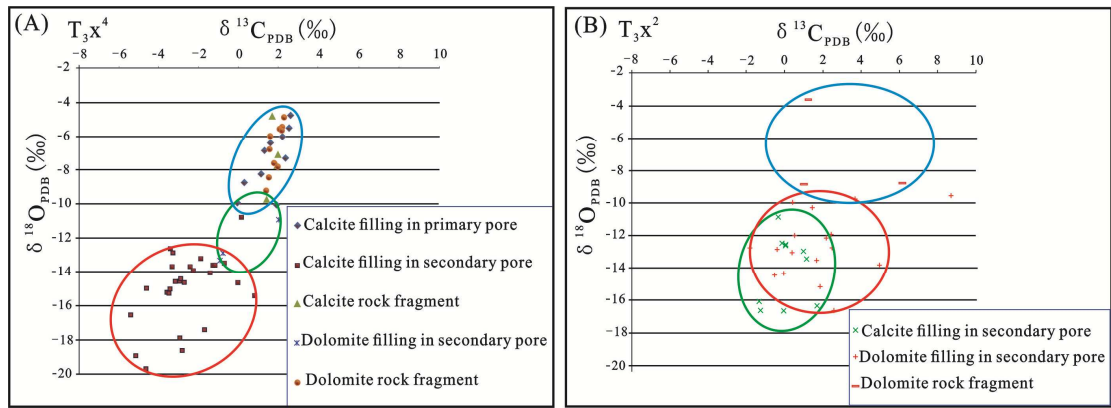 (A) T₃x⁴ δ ¹³C_PDB (‰)
-8 -6 -4 -2 0 2 4 6 8 10
-2
-4
-6
-8
-10
-12
-14
-16
-18
-20
δ ¹⁸O_PDB (‰)
Calcite filling in primary pore
Calcite filling in secondary pore
Calcite rock fragment
Dolomite filling in secondary pore
Dolomite rock fragment
(B) T₃x² δ ¹³C_PDB (‰)
-8 -6 -4 -2 0 2 4 6 8 10
-2
-4
-6
-8
-10
-12
-14
-16
-18
-20
δ ¹⁸O_PDB (‰)
Calcite filling in secondary pore
Dolomite filling in secondary pore
Dolomite rock fragment